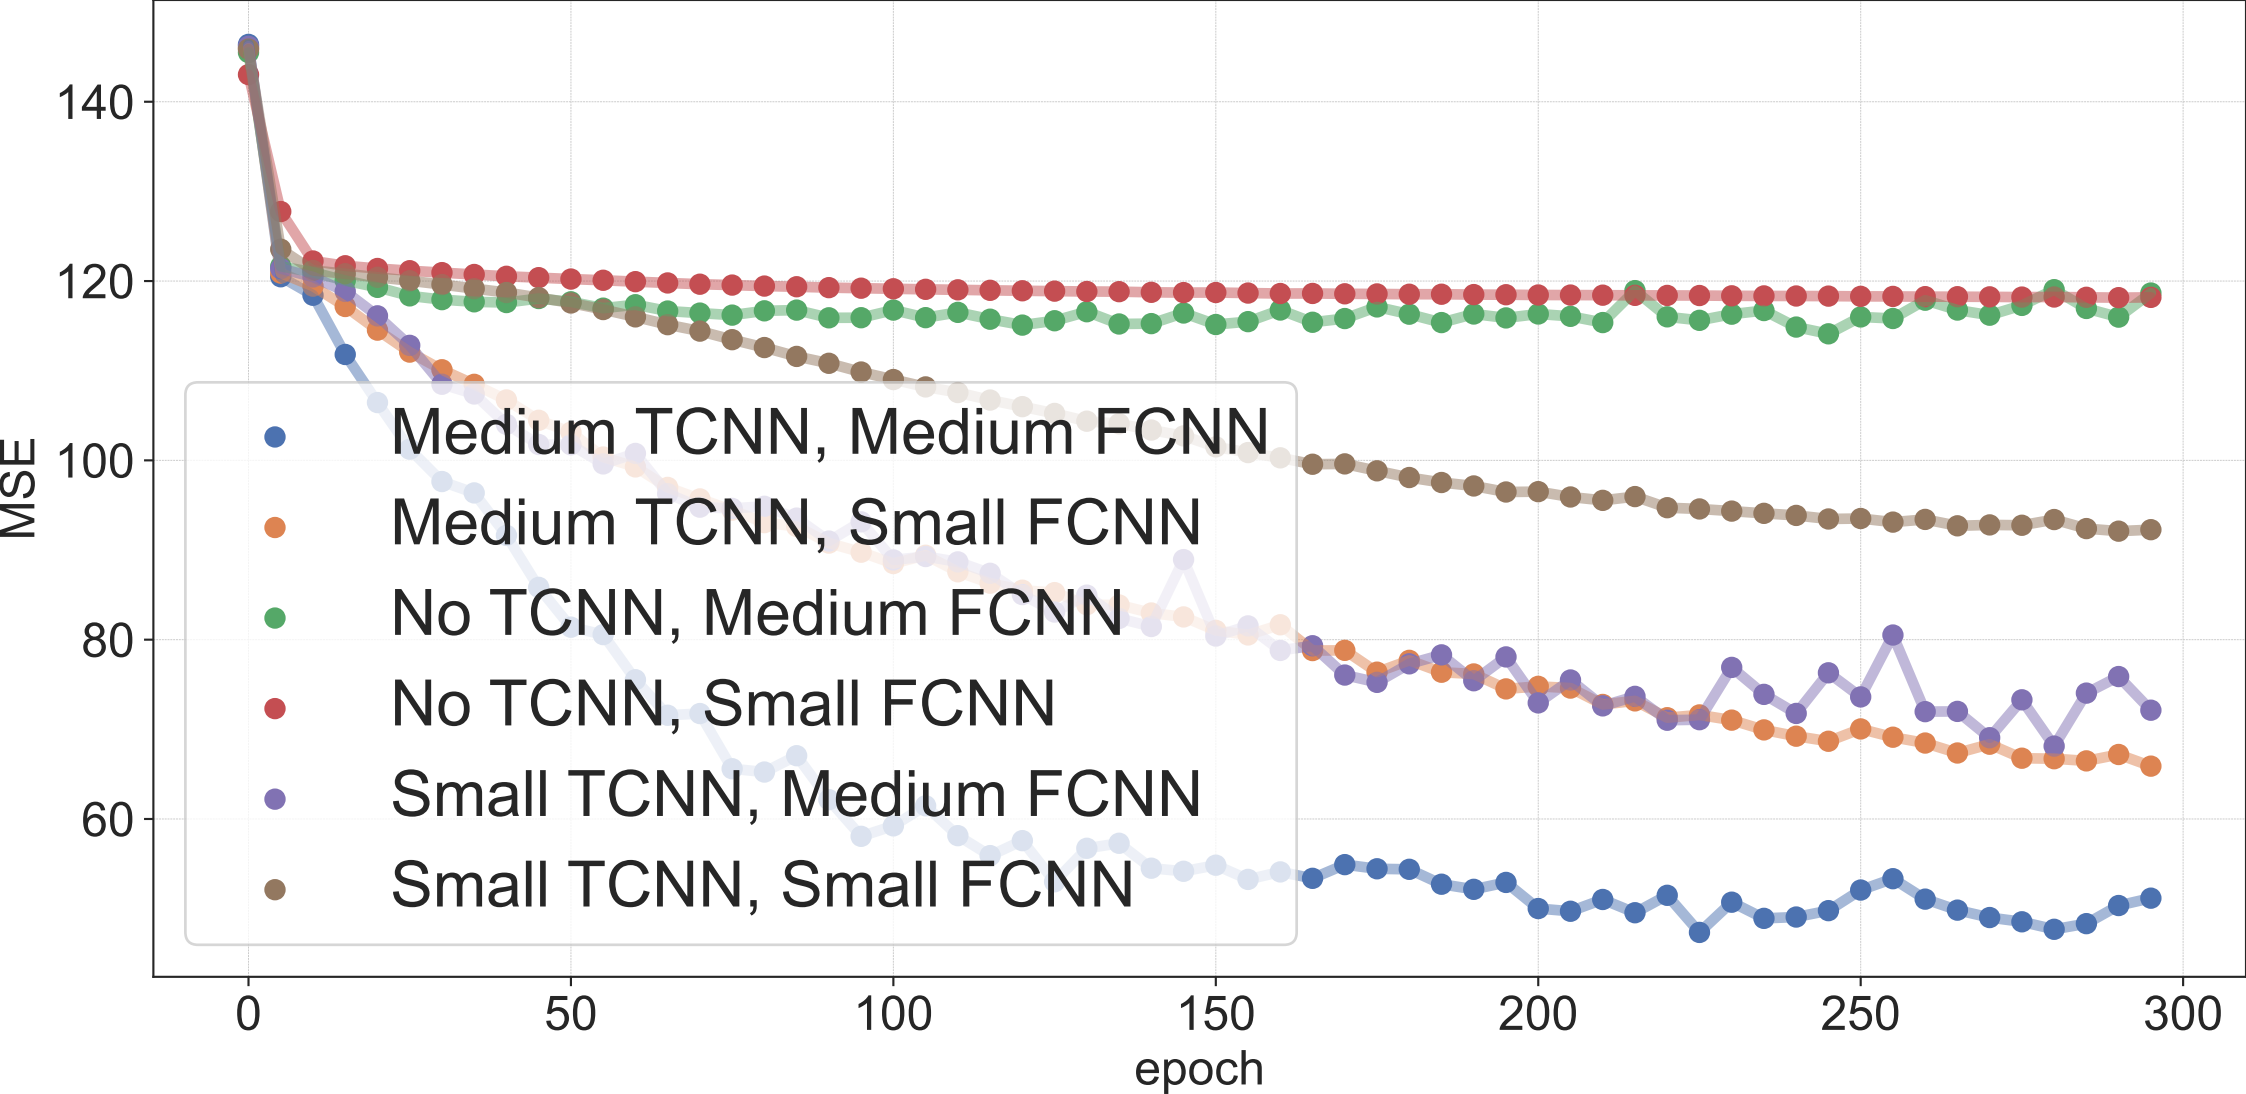 MSE
140
120
100
80
60
Medium TCNN, Medium FCNN
Medium TCNN, Small FCNN
No TCNN, Medium FCNN
No TCNN, Small FCNN
Small TCNN, Medium FCNN
Small TCNN, Small FCNN
0 50 100 150 200 250 300
epoch